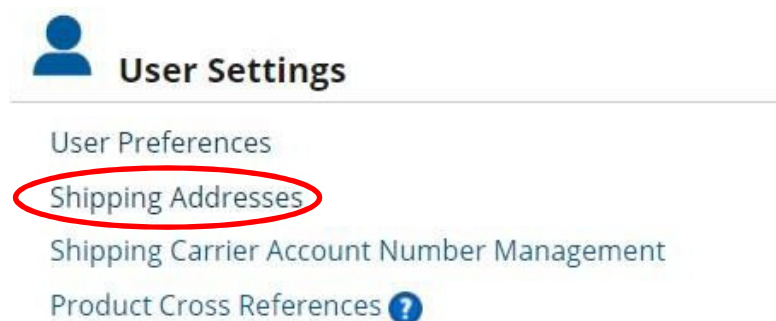 User Settings
User Preferences
Shipping Addresses
Shipping Carrier Account Number Management
Product Cross References ?